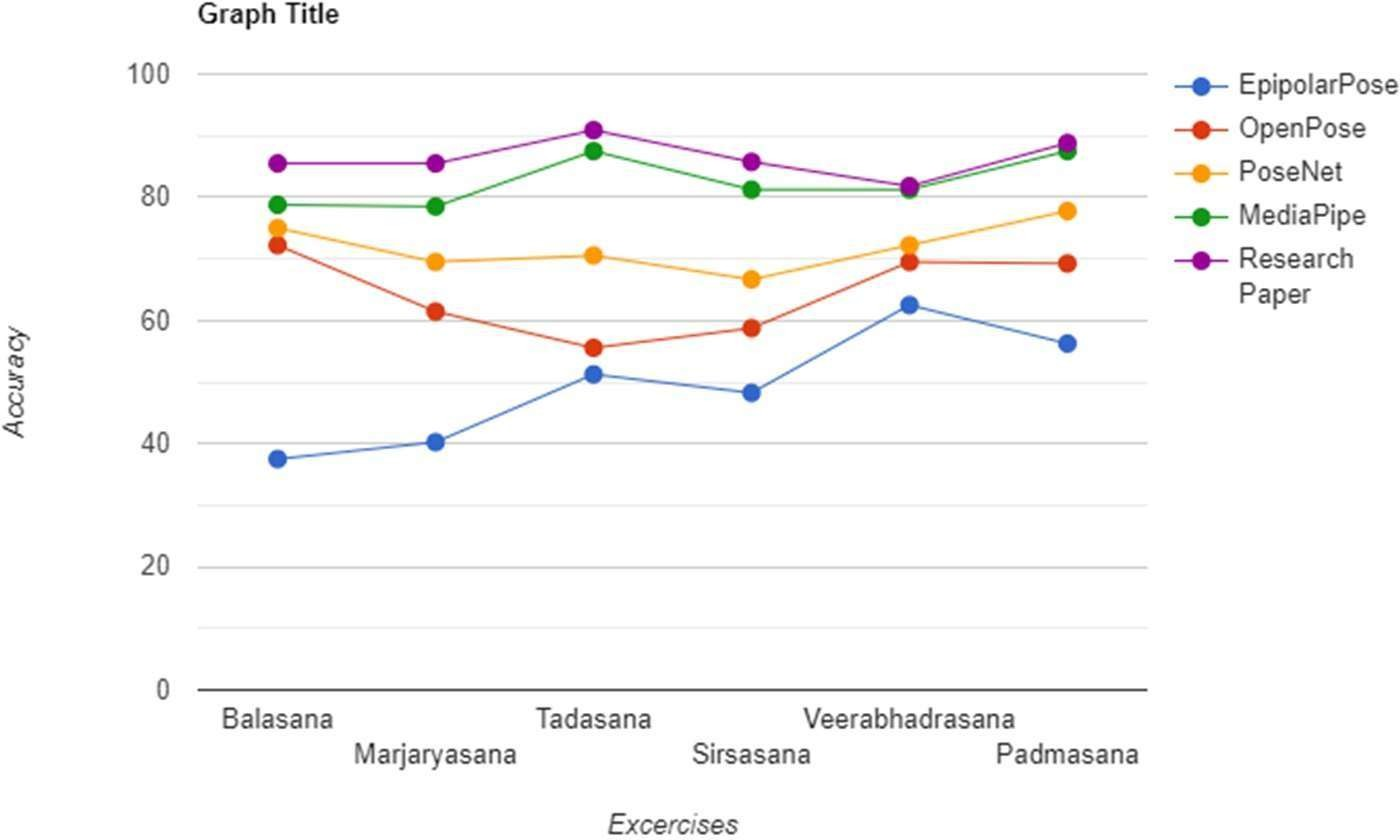 Graph Title
100
80
60
40
20
0
Accuracy
Balasana
Marjaryasana
Tadasana
Sirsasana
Veerabhadrasana
Padmasana
Excercises
EpipolarPose
OpenPose
PoseNet
MediaPipe
Research
Paper